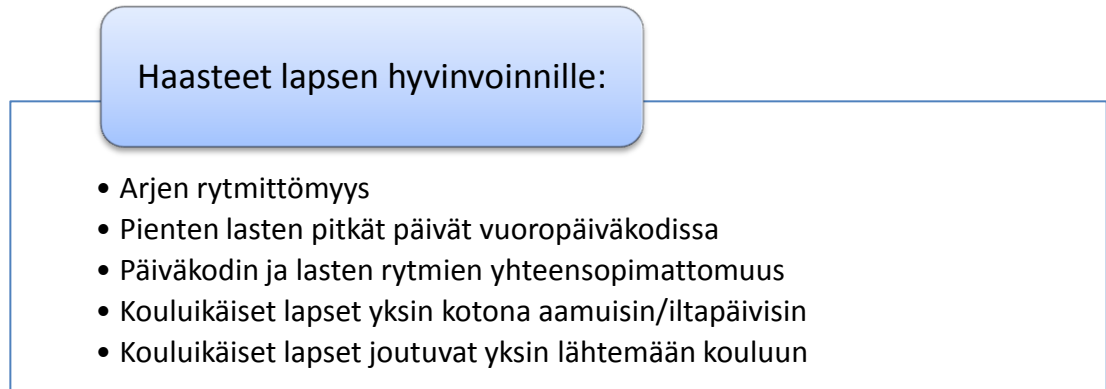 Haasteet lapsen hyvinvoinnille:
• Arjen rytmittömyys
• Pienten lasten pitkät päivät vuoropäiväkodissa
• Päiväkodin ja lasten rytmien yhteensopimattomuus
• Kouluikäiset lapset yksin kotona aamuisin/iltapäivisin
• Kouluikäiset lapset joutuvat yksin lähtemään kouluun